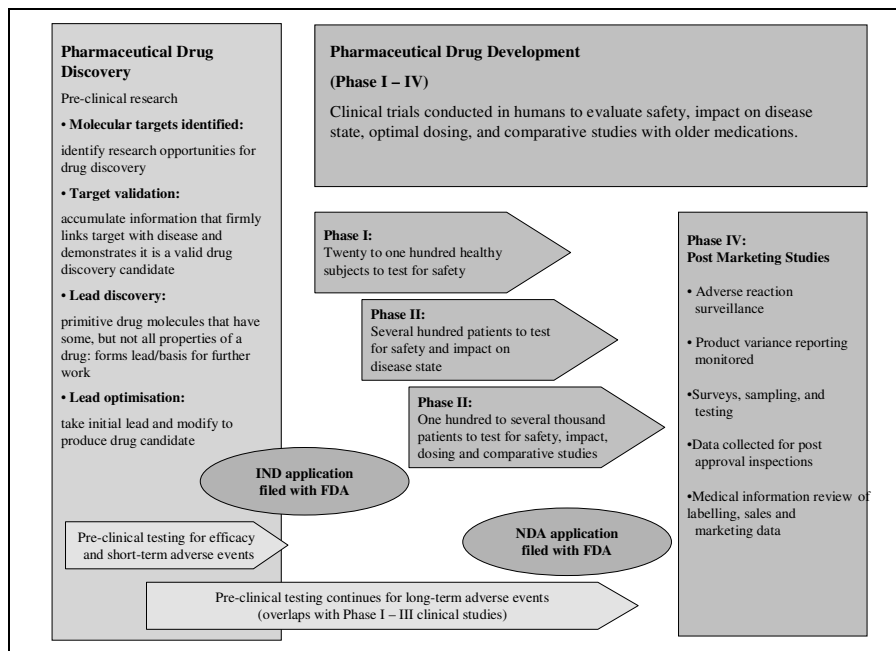 Pharmaceutical Drug
Discovery
Pre-clinical research
• Molecular targets identified:
identify research opportunities for
drug discovery
• Target validation:
accumulate information that firmly
links target with disease and
demonstrates it is a valid drug
discovery candidate
• Lead discovery:
primitive drug molecules that have
some, but not all properties of a
drug: forms lead/basis for further
work
• Lead optimisation:
take initial lead and modify to
produce drug candidate
Pharmaceutical Drug Development
(Phase I – IV)
Clinical trials conducted in humans to evaluate safety, impact on disease
state, optimal dosing, and comparative studies with older medications.
Phase I:
Twenty to one hundred healthy
subjects to test for safety
Phase II:
Several hundred patients to test
for safety and impact on
disease state
Phase II:
One hundred to several thousand
patients to test for safety, impact,
dosing and comparative studies
Phase IV:
Post Marketing Studies
• Adverse reaction
surveillance
• Product variance reporting
monitored
•Surveys, sampling, and
testing
•Data collected for post
approval inspections
•Medical information review of
labelling, sales and
marketing data
IND application
filed with FDA
NDA application
filed with FDA
Pre-clinical testing for efficacy
and short-term adverse events
Pre-clinical testing continues for long-term adverse events
(overlaps with Phase I – III clinical studies)